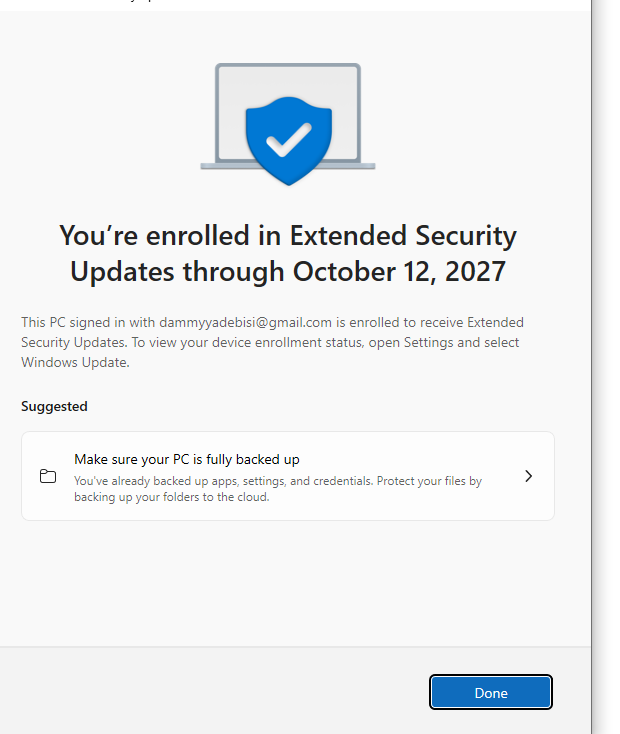 You’re enrolled in Extended Security
Updates through October 12, 2027
This PC signed in with dammyyadebisi@gmail.com is enrolled to receive Extended
Security Updates. To view your device enrollment status, open Settings and select
Windows Update.
Suggested
Make sure your PC is fully backed up
You’ve already backed up apps, settings, and credentials. Protect your files by
backing up your folders to the cloud.
Done